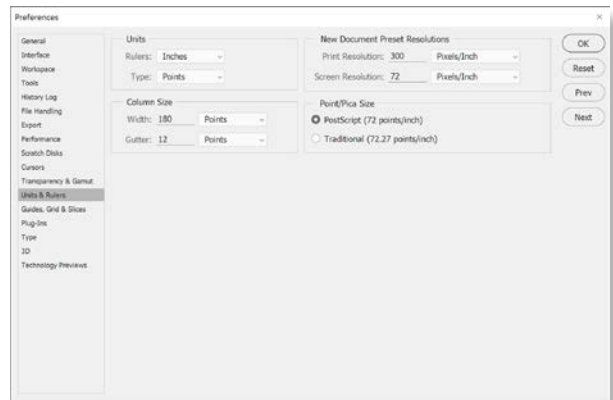 Preferences
General
Interface
Workspace
Tools
History Log
File Handling
Export
Performance
Scratch Disks
Cursors
Transparency & Gamut
Units & Rulers
Guides, Grid & Slices
Plug-Ins
Type
3D
Technology Previews
Units
Rulers: Inches
Type: Points
Column Size
Width: 180 Points
Gutter: 12 Points
New Document Preset Resolutions
Print Resolution: 300 Pixels/Inch
Screen Resolution: 72 Pixels/Inch
Point/Pica Size
PostScript (72 points/inch)
Traditional (72.27 points/inch)
OK
Reset
Prev
Next